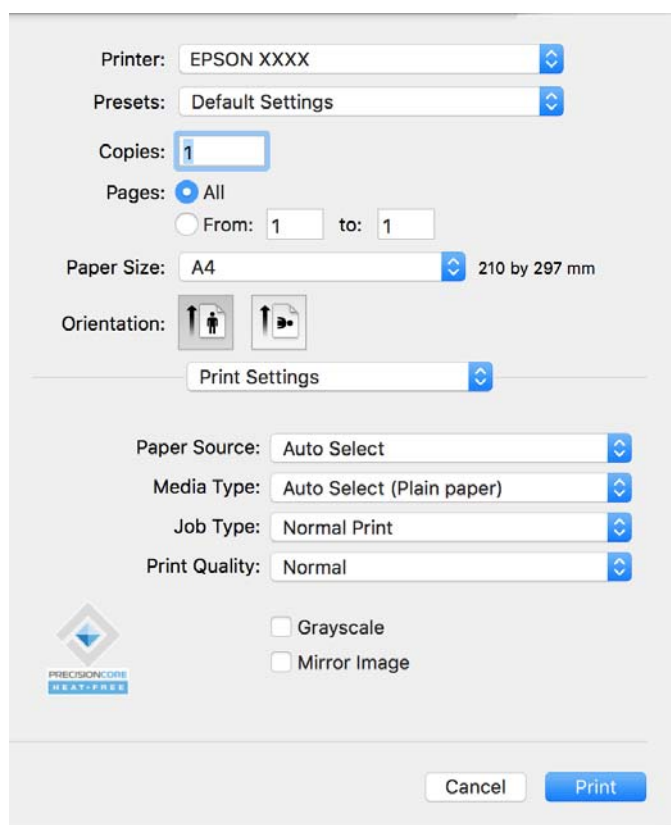 Printer: EPSON XXXX
Presets: Default Settings
Copies: 1
Pages: All
From: 1 to: 1
Paper Size: A4 210 by 297 mm
Orientation:
Print Settings
Paper Source: Auto Select
Media Type: Auto Select (Plain paper)
Job Type: Normal Print
Print Quality: Normal
Grayscale
Mirror Image
PRECISIONCORE
HEAT-FREE
Cancel Print